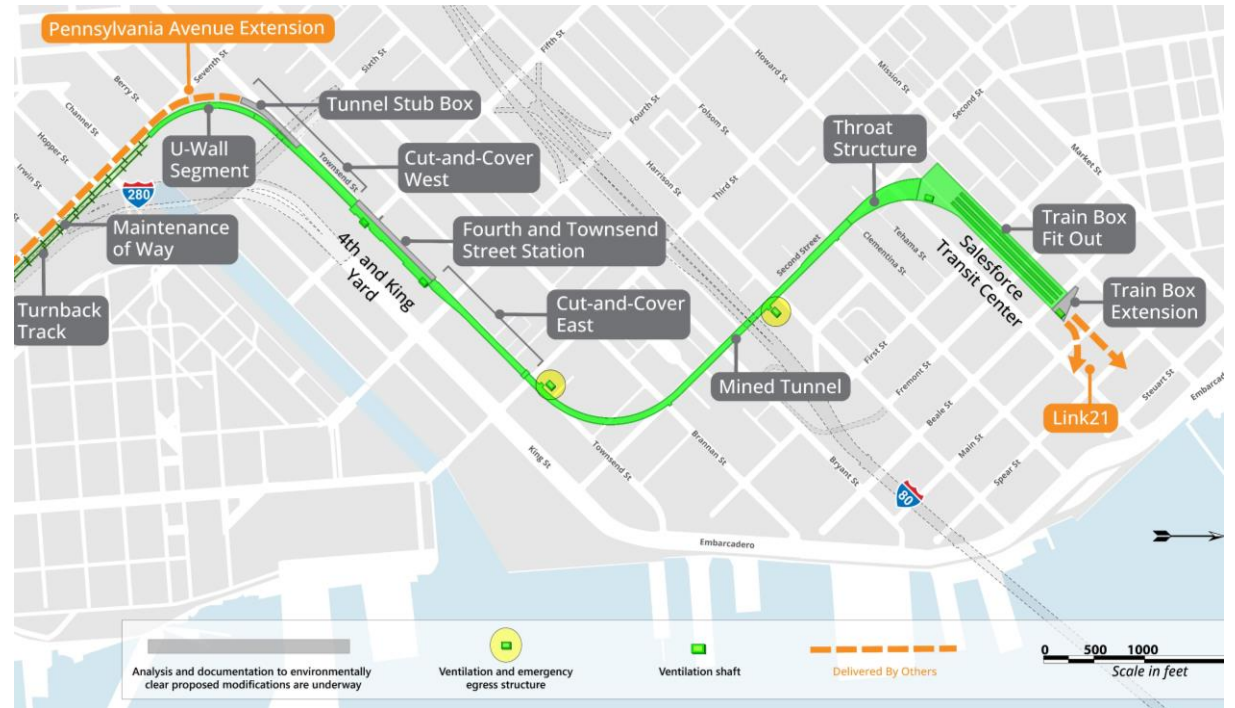 Pennsylvania Avenue Extension
Seventh St
Sixth St
Fifth St
Berry St
Channel St
Hopper St
Irwin St
Howard St
Mission St
Second St
Fourth St
Folsom St
Market St
Harrison St
Third St
Tunnel Stub Box
U-Wall
Segment
Townsend St
Cut-and-Cover
West
Throat
Structure
280
Maintenance
of Way
Turnback
Track
4th and King
Yard
Fourth and Townsend
Street Station
Cut-and-Cover
East
Second Street
Clementina St
Tehama St
Salesforce
Transit Center
Train Box
Fit Out
Train Box
Extension
Mined Tunnel
First St
Fremont St
Beale St
Main St
Spear St
Steuart St
Embarcadero
Link21
King St
Townsend St
Brannan St
Bryant St
80
Embarcadero
Analysis and documentation to environmentally
clear proposed modifications are underway
Ventilation and emergency
egress structure
Ventilation shaft
Delivered By Others
0 500 1000
Scale in feet